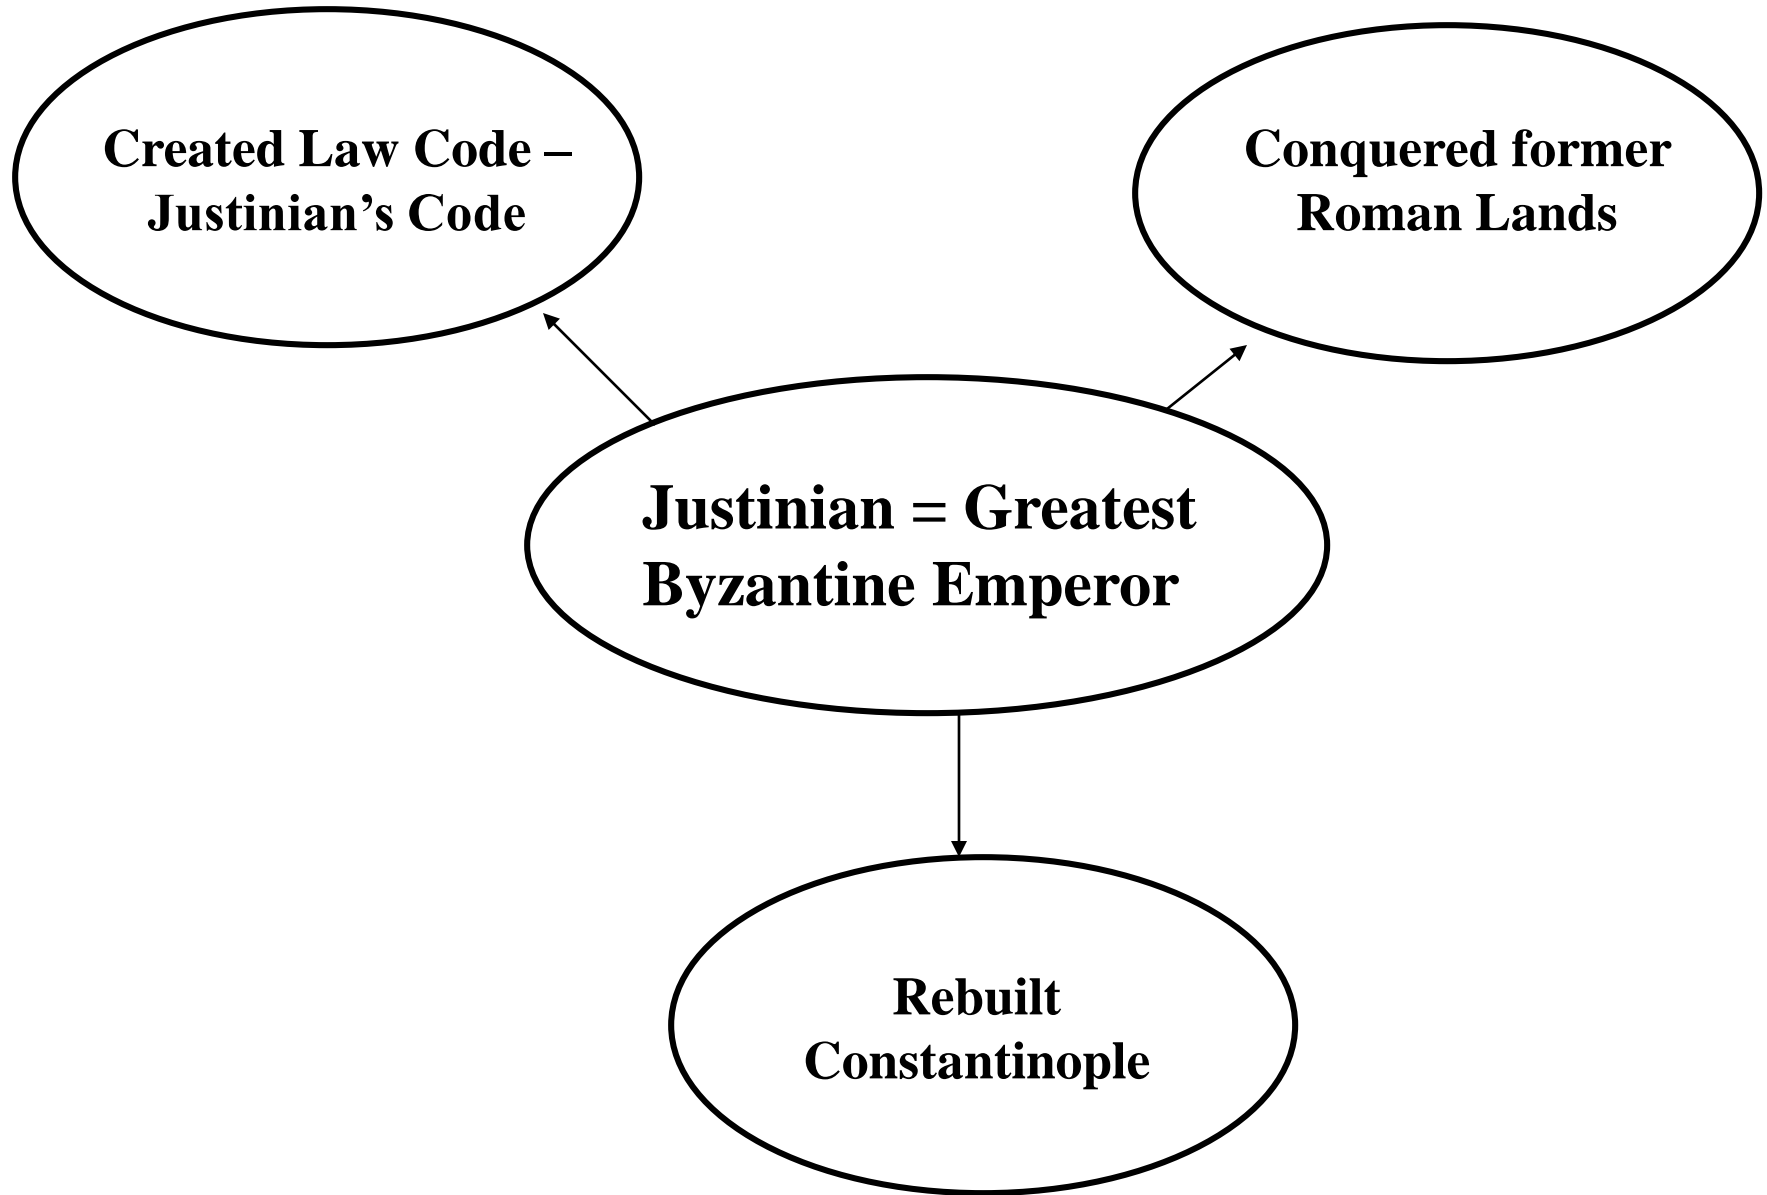 Created Law Code –
Justinian’s Code
Conquered former
Roman Lands
Justinian = Greatest
Byzantine Emperor
Rebuilt
Constantinople